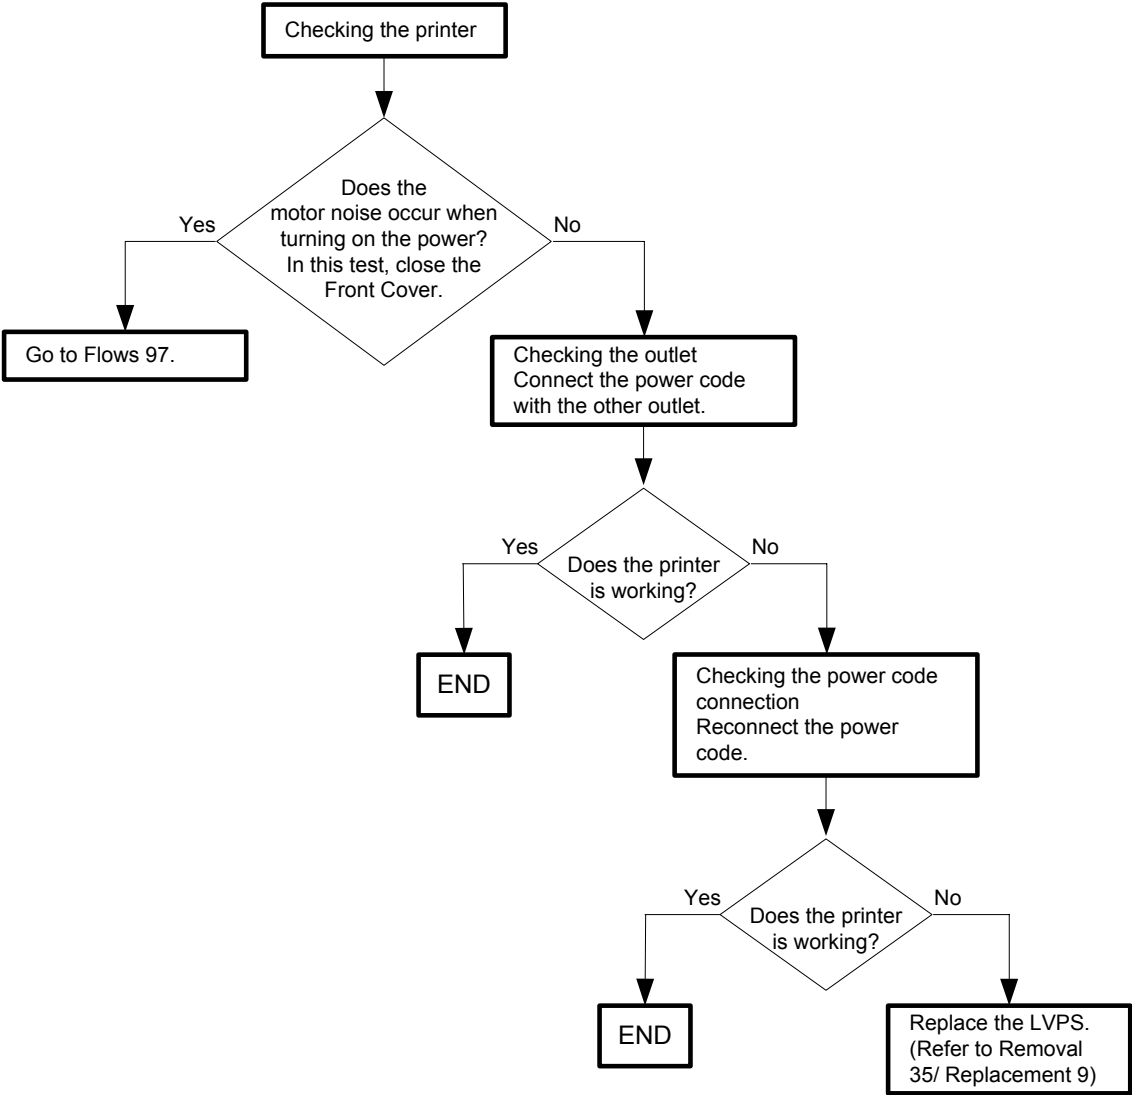 Checking the printer
Does the
motor noise occur when
turning on the power?
In this test, close the
Front Cover.
Yes
No
Go to Flows 97.
Checking the outlet
Connect the power code
with the other outlet.
Yes
No
Does the printer
is working?
END
Checking the power code
connection
Reconnect the power
code.
Yes
No
Does the printer
is working?
END
Replace the LVPS.
(Refer to Removal
35/ Replacement 9)